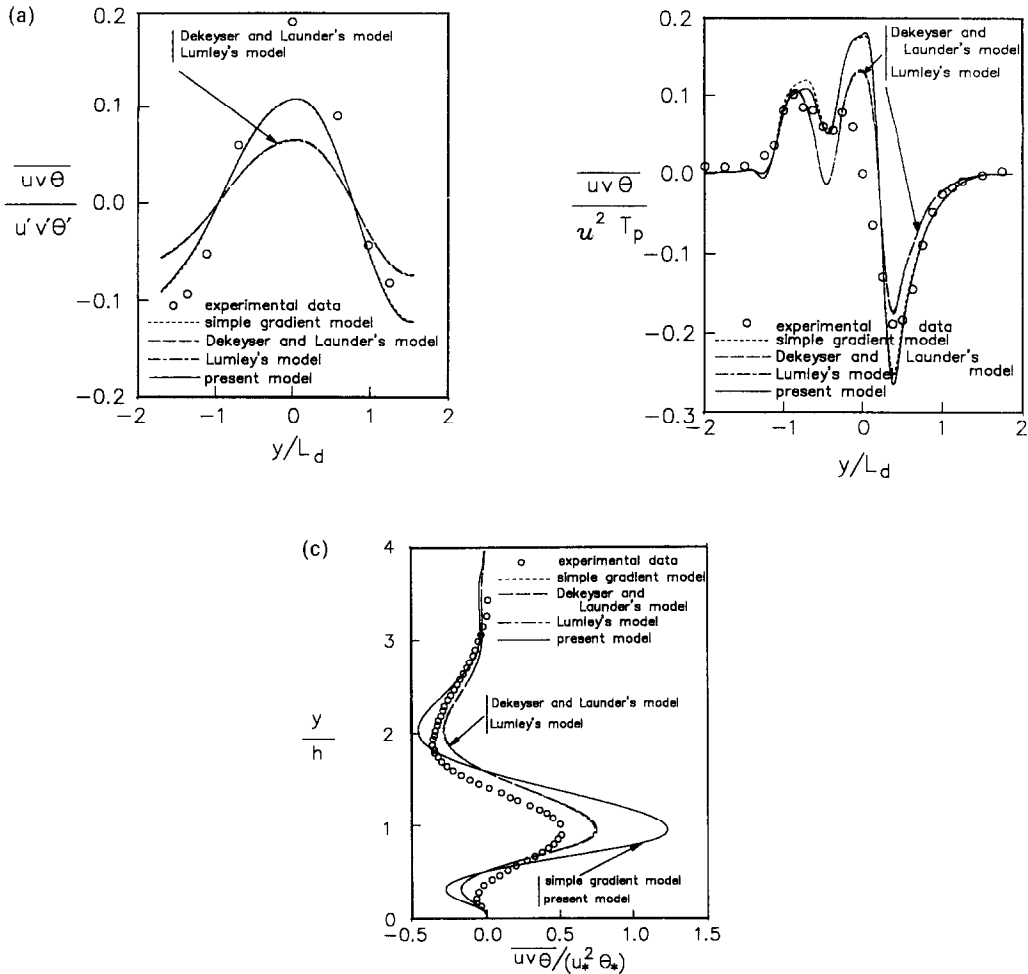 (a)
0.2
0.1
0.0
−0.1
−0.2
uvθ
u′v′θ′
Dekeyser and Launder's model
Lumley's model
experimental data
simple gradient model
Dekeyser and Launder's model
Lumley's model
present model
−2 −1 0 1 2
y/L_d
0.2
0.1
0.0
−0.1
−0.2
−0.3
uvθ
u² T_p
Dekeyser and
Launder's model
Lumley's model
experimental data
simple gradient model
Dekeyser and Launder's
model
Lumley's model
present model
−2 −1 0 1 2
y/L_d
(c)
4
3
2
1
0
y
h
experimental data
simple gradient model
Dekeyser and
Launder's model
Lumley's model
present model
Dekeyser and Launder's model
Lumley's model
simple gradient model
present model
−0.5 0.0 0.5 1.0 1.5
uvθ/(u*² θ*)